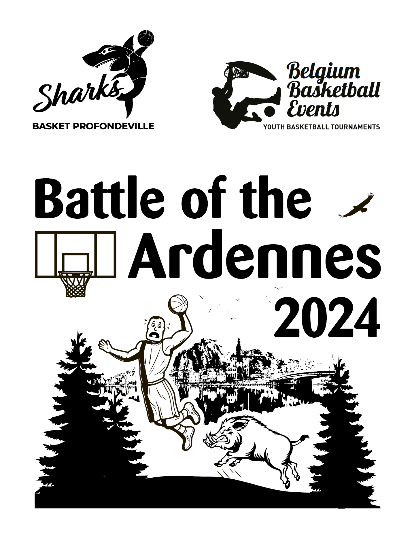 Sharks
BASKET PROFONDEVILLE
Belgium
Basketball
Events
YOUTH BASKETBALL TOURNAMENTS
Battle of the
Ardennes
2024